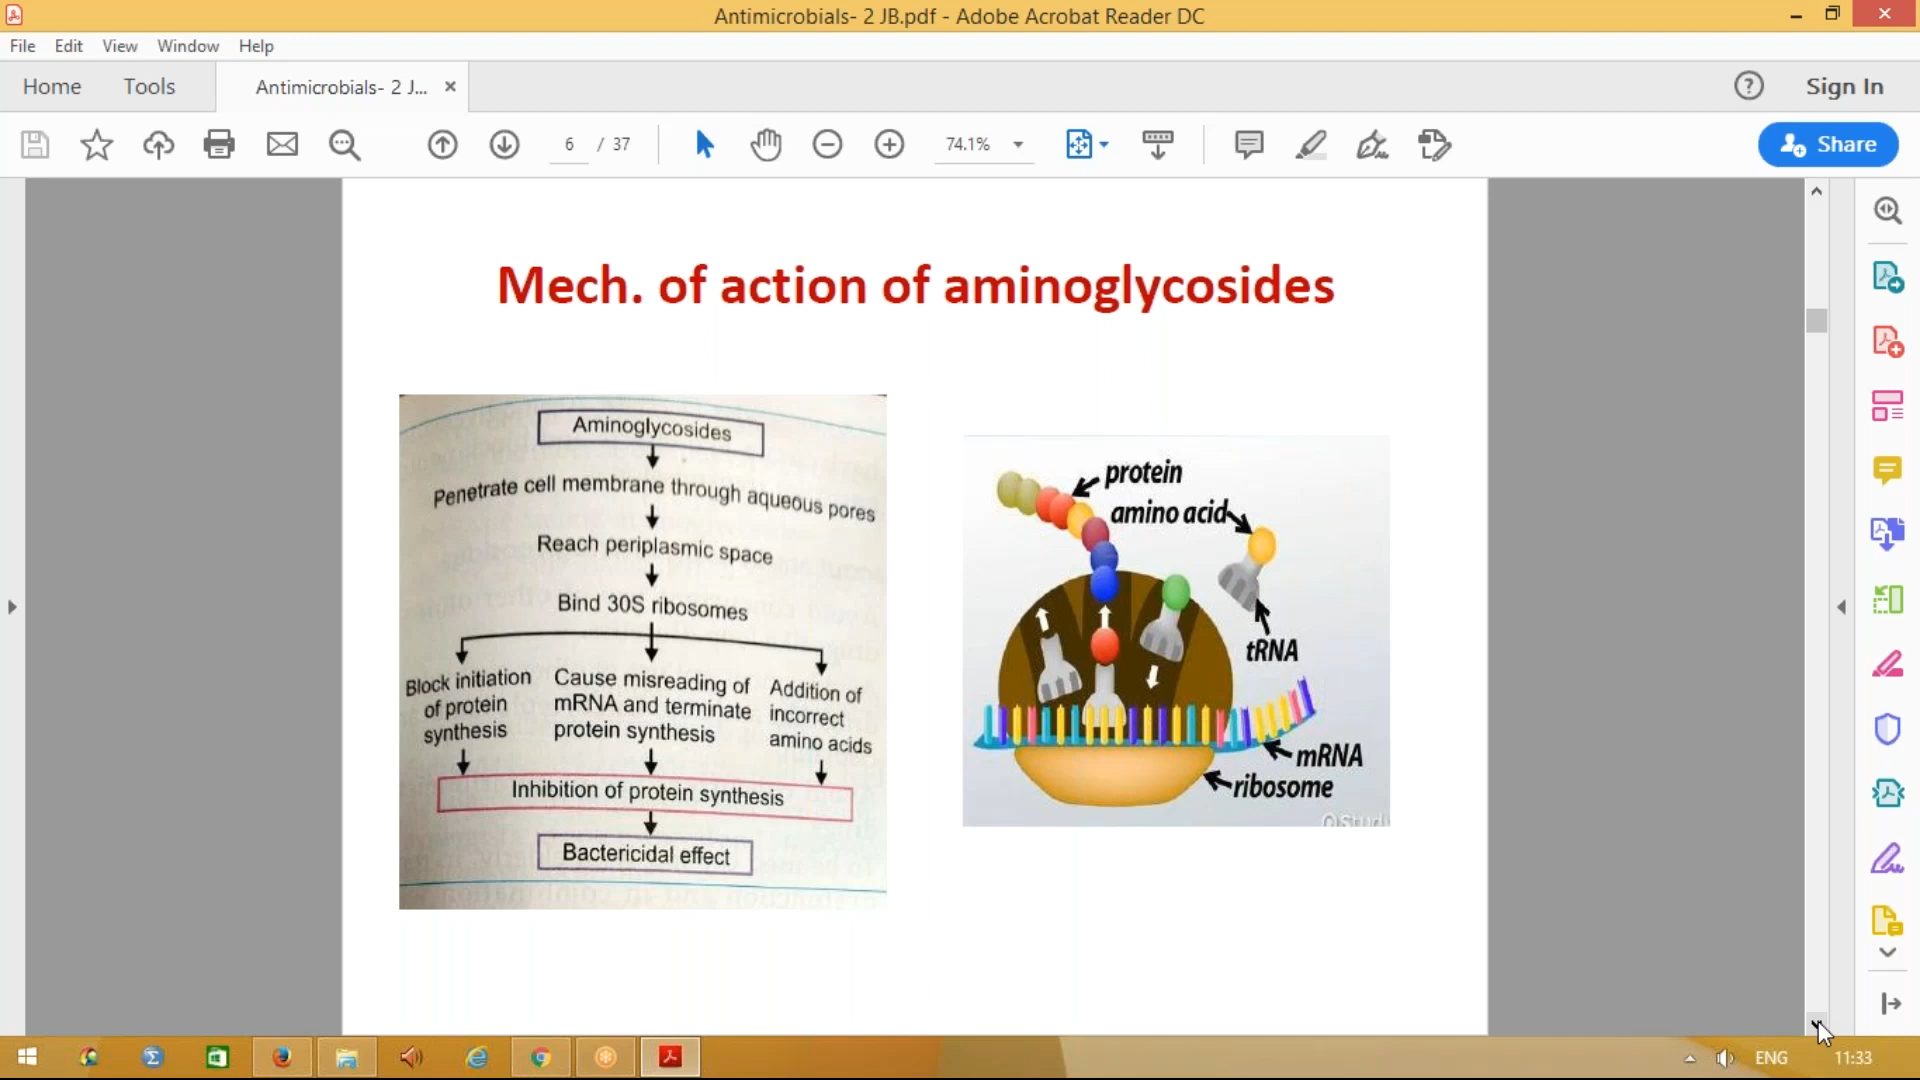 Antimicrobials- 2 JB.pdf - Adobe Acrobat Reader DC
File Edit View Window Help
Home Tools Antimicrobials- 2 J... Sign In
6 / 37 74.1% Share
Mech. of action of aminoglycosides
Aminoglycosides
Penetrate cell membrane through aqueous pores
Reach periplasmic space
Bind 30S ribosomes
Block initiation
of protein
synthesis
Cause misreading of
mRNA and terminate
protein synthesis
Addition of
incorrect
amino acids
Inhibition of protein synthesis
Bactericidal effect
protein
amino acid
tRNA
mRNA
ribosome
ENG 11:33